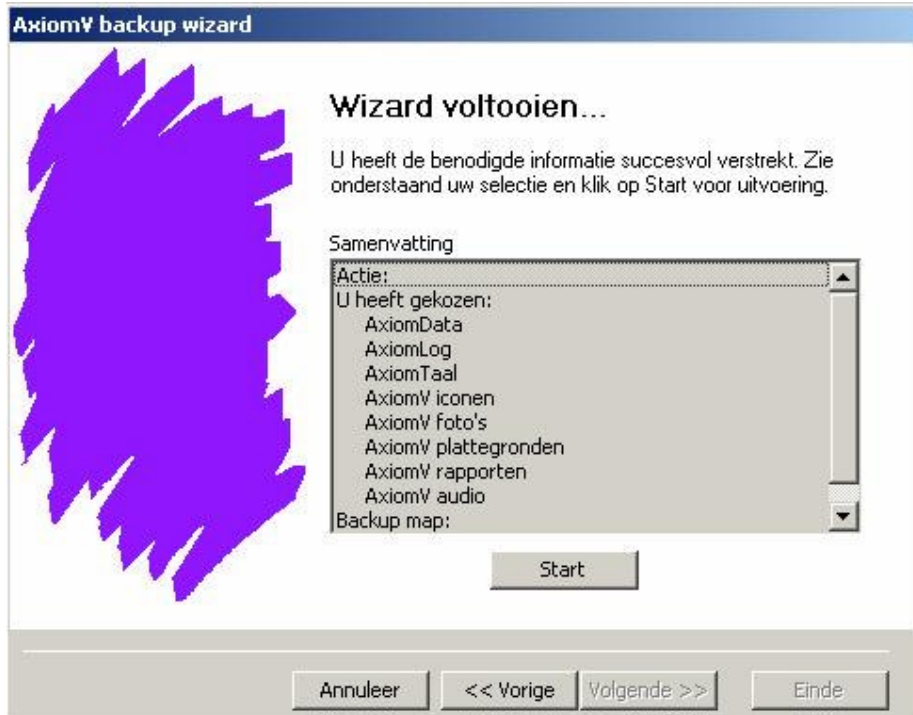 AxiomV backup wizard
Wizard voltooien...
U heeft de benodigde informatie succesvol verstrekt. Zie
onderstaand uw selectie en klik op Start voor uitvoering.
Samenvatting
Actie:
U heeft gekozen:
AxiomData
AxiomLog
AxiomTaal
AxiomV iconen
AxiomV foto's
AxiomV plattegronden
AxiomV rapporten
AxiomV audio
Backup map:
Start
Annuleer
<< Vorige
Volgende >>
Einde